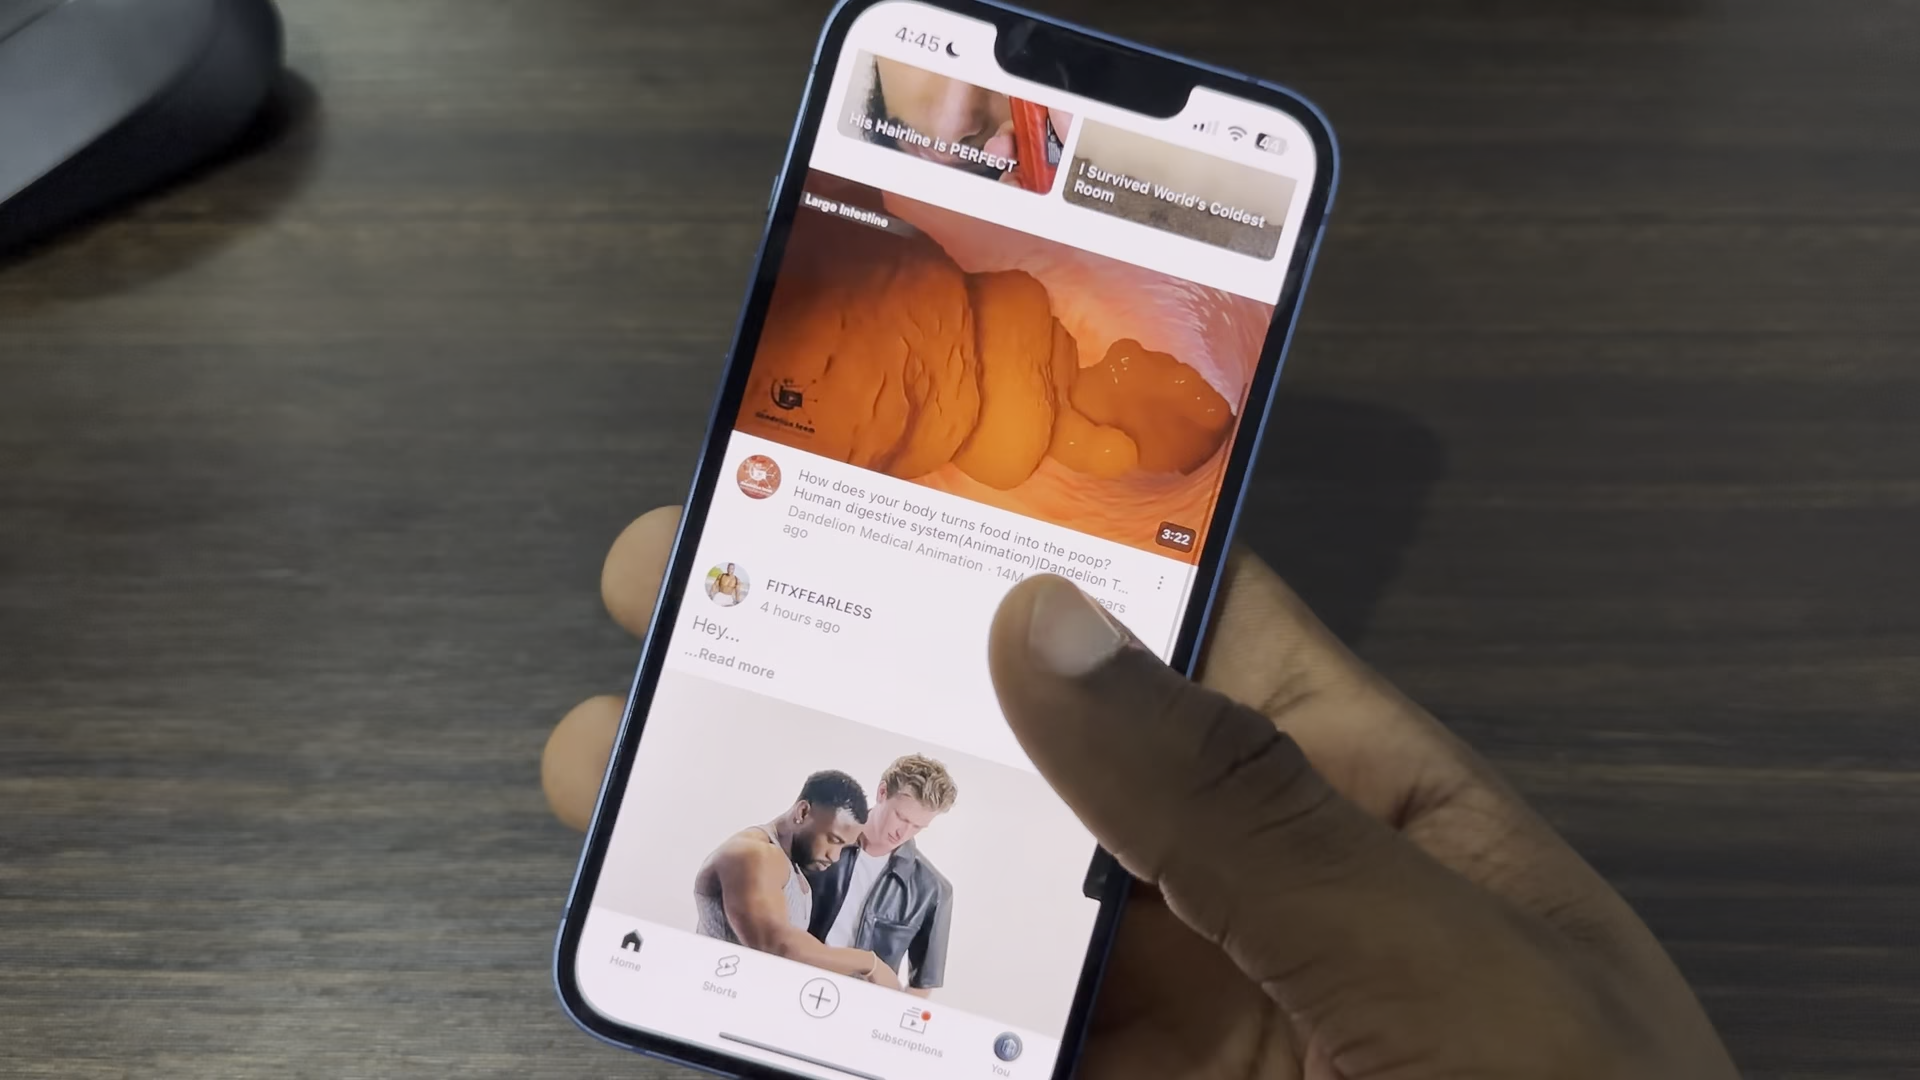 4:45
44
His Hairline is PERFECT
I Survived World's Coldest
Room
Large Intestine
3:22
How does your body turns food into the poop?
Human digestive system(Animation)|Dandelion T...
Dandelion Medical Animation · 14M
years
ago
FITXFEARLESS
4 hours ago
Hey...
...Read more
Home
Shorts
Subscriptions
You